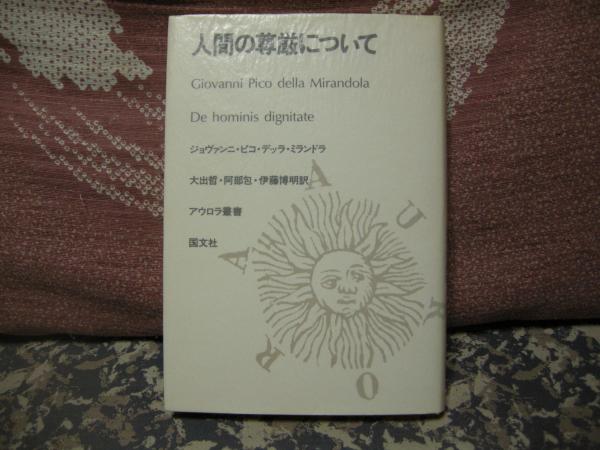 人間の尊厳について
Giovanni Pico della Mirandola
De hominis dignitate
ジョヴァンニ・ピコ・デッラ・ミランドラ
大出哲・阿部包・伊藤博明訳
アウロラ叢書
国文社
AURORA